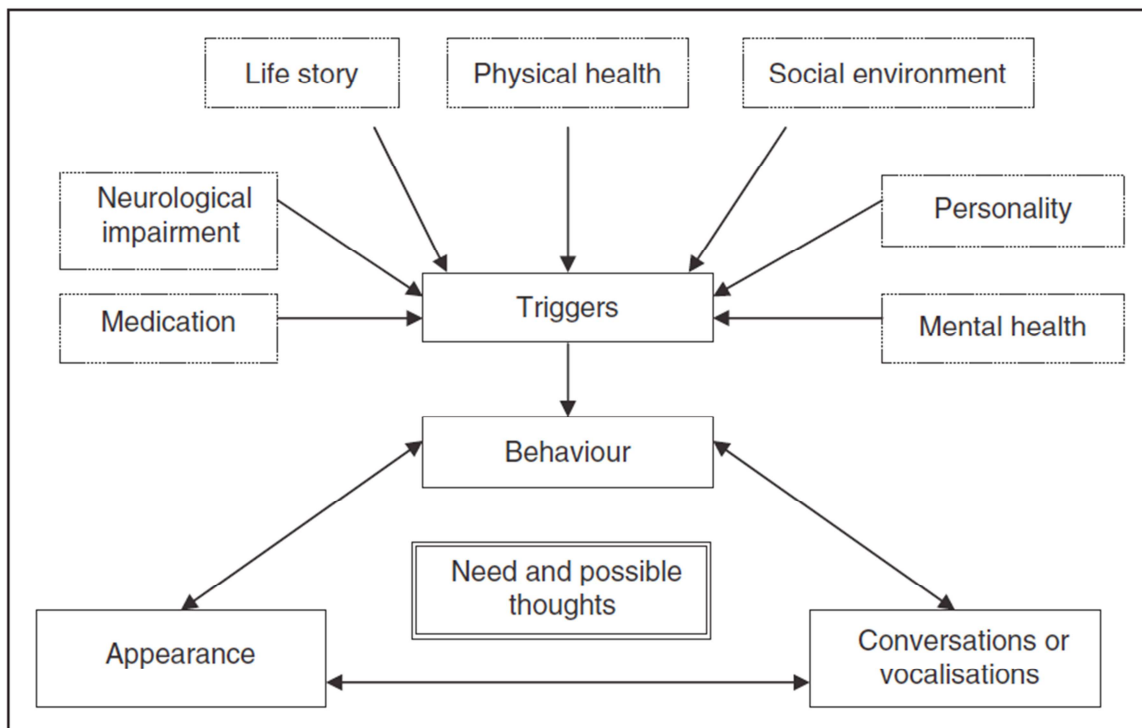 Life story
Physical health
Social environment
Neurological
impairment
Personality
Medication
Triggers
Mental health
Behaviour
Need and possible
thoughts
Appearance
Conversations or
vocalisations